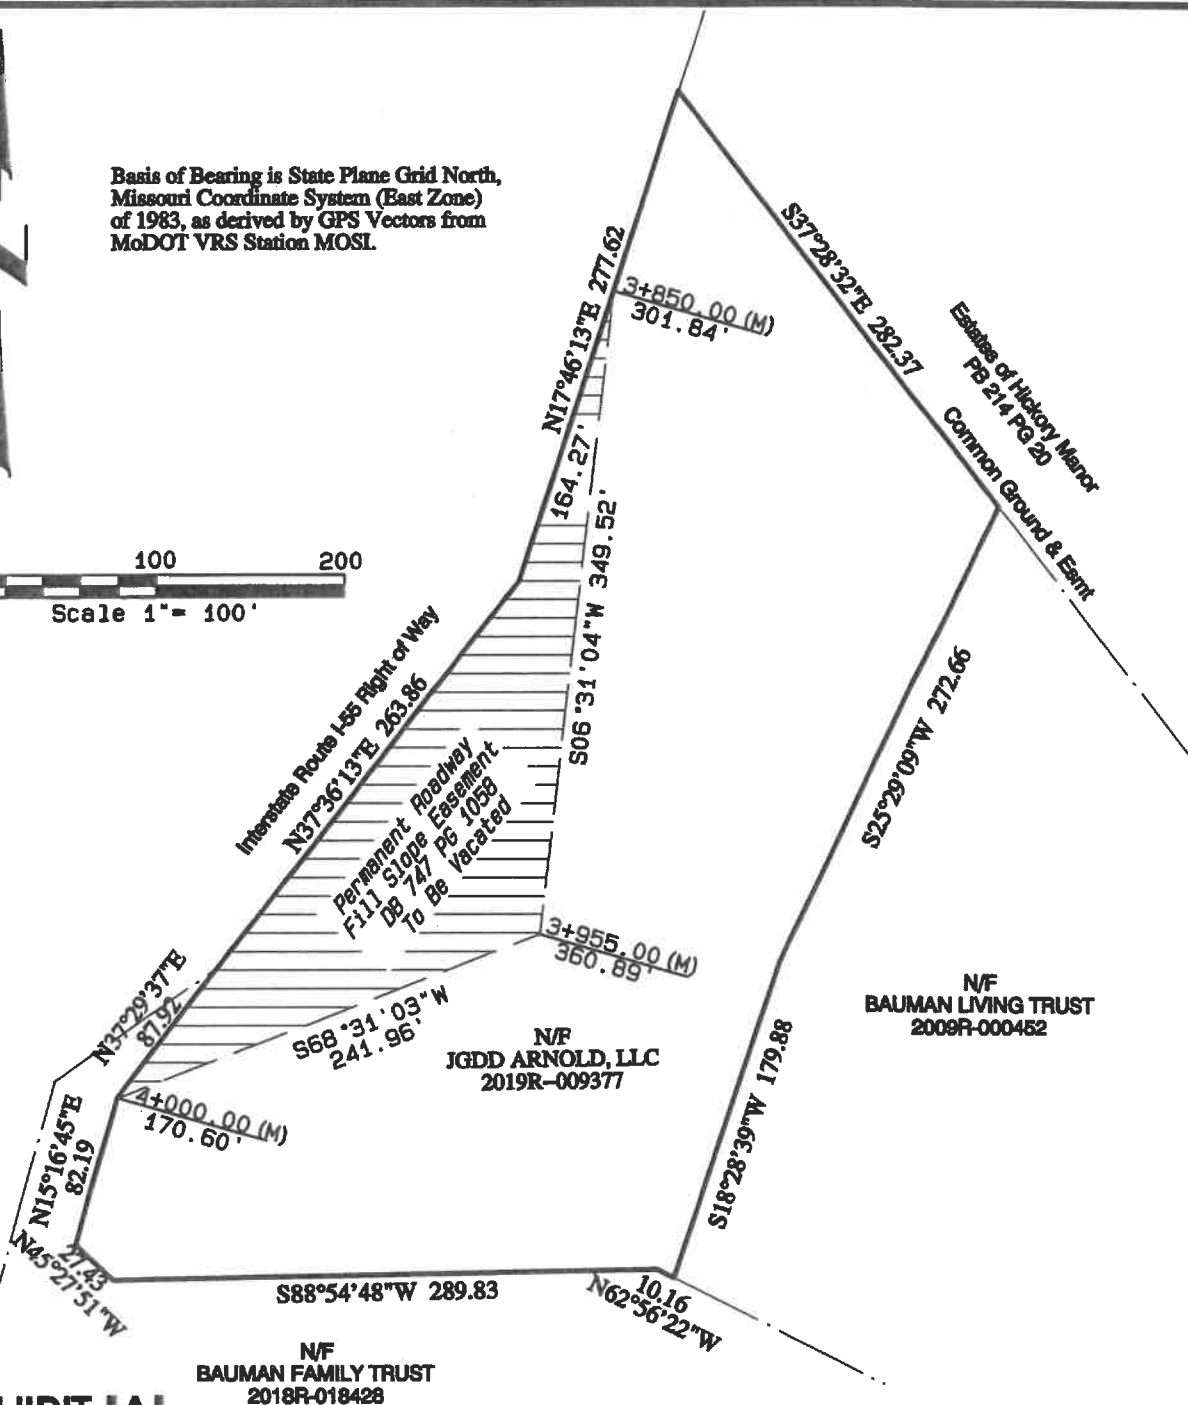 Basis of Bearing is State Plane Grid North,
Missouri Coordinate System (East Zone)
of 1983, as derived by GPS Vectors from
MoDOT VRS Station MOSI.
N17°46'13"E 277.62
3+850.00 (M)
301.84'
S37°28'32"E 282.37
Estates of Hickory Manor
PB 214 PG 20
Common Ground & Esmt
164.27'
S06°31'04"W 349.52'
100 200
Scale 1"= 100'
Interstate Route I-55 Right of Way
N37°36'13"E 263.86
Permanent Roadway
Fill Slope Easement
DB 747 PG 1058
To Be Vacated
S25°29'09"W 272.66
3+955.00 (M)
360.89'
N37°29'37"E
87.92
S68°31'03"W
241.96'
N/F
JGDD ARNOLD, LLC
2019R-009377
N/F
BAUMAN LIVING TRUST
2009R-000452
4+000.00 (M)
170.60'
N15°16'45"E
82.19
S18°28'39"W 179.88
27.43
N45°27'51"W
S88°54'48"W 289.83
10.16
N62°56'22"W
N/F
BAUMAN FAMILY TRUST
2018R-018428